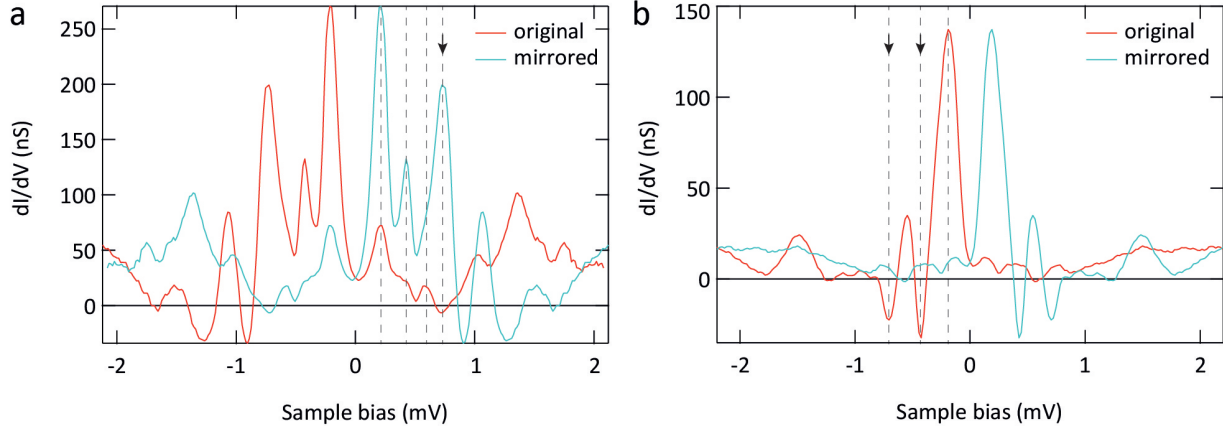 a
original
mirrored
dI/dV (nS)
250
200
150
100
50
0
-2
-1
0
1
2
Sample bias (mV)
b
original
mirrored
dI/dV (nS)
150
100
50
0
-2
-1
0
1
2
Sample bias (mV)